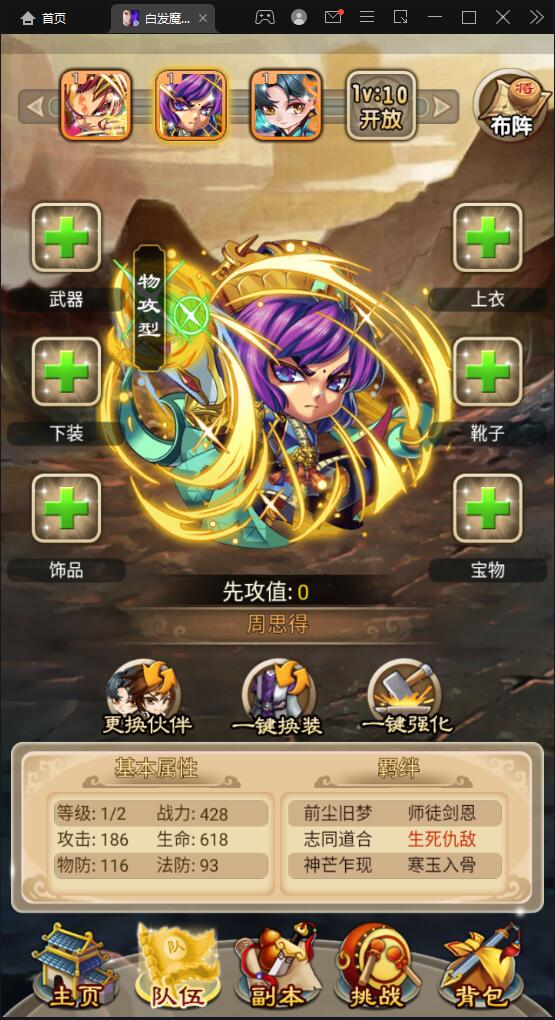 首页
白发魔...
1
1
1
lv:10
开放
将
布阵
物攻型
武器
上衣
下装
靴子
饰品
宝物
先攻值: 0
周思得
更换伙伴
一键换装
一键强化
基本属性
羁绊
等级: 1/2 战力: 428
前尘旧梦 师徒剑恩
攻击: 186 生命: 618
志同道合 生死仇敌
物防: 116 法防: 93
神芒乍现 寒玉入骨
队
主页
队伍
副本
挑战
背包